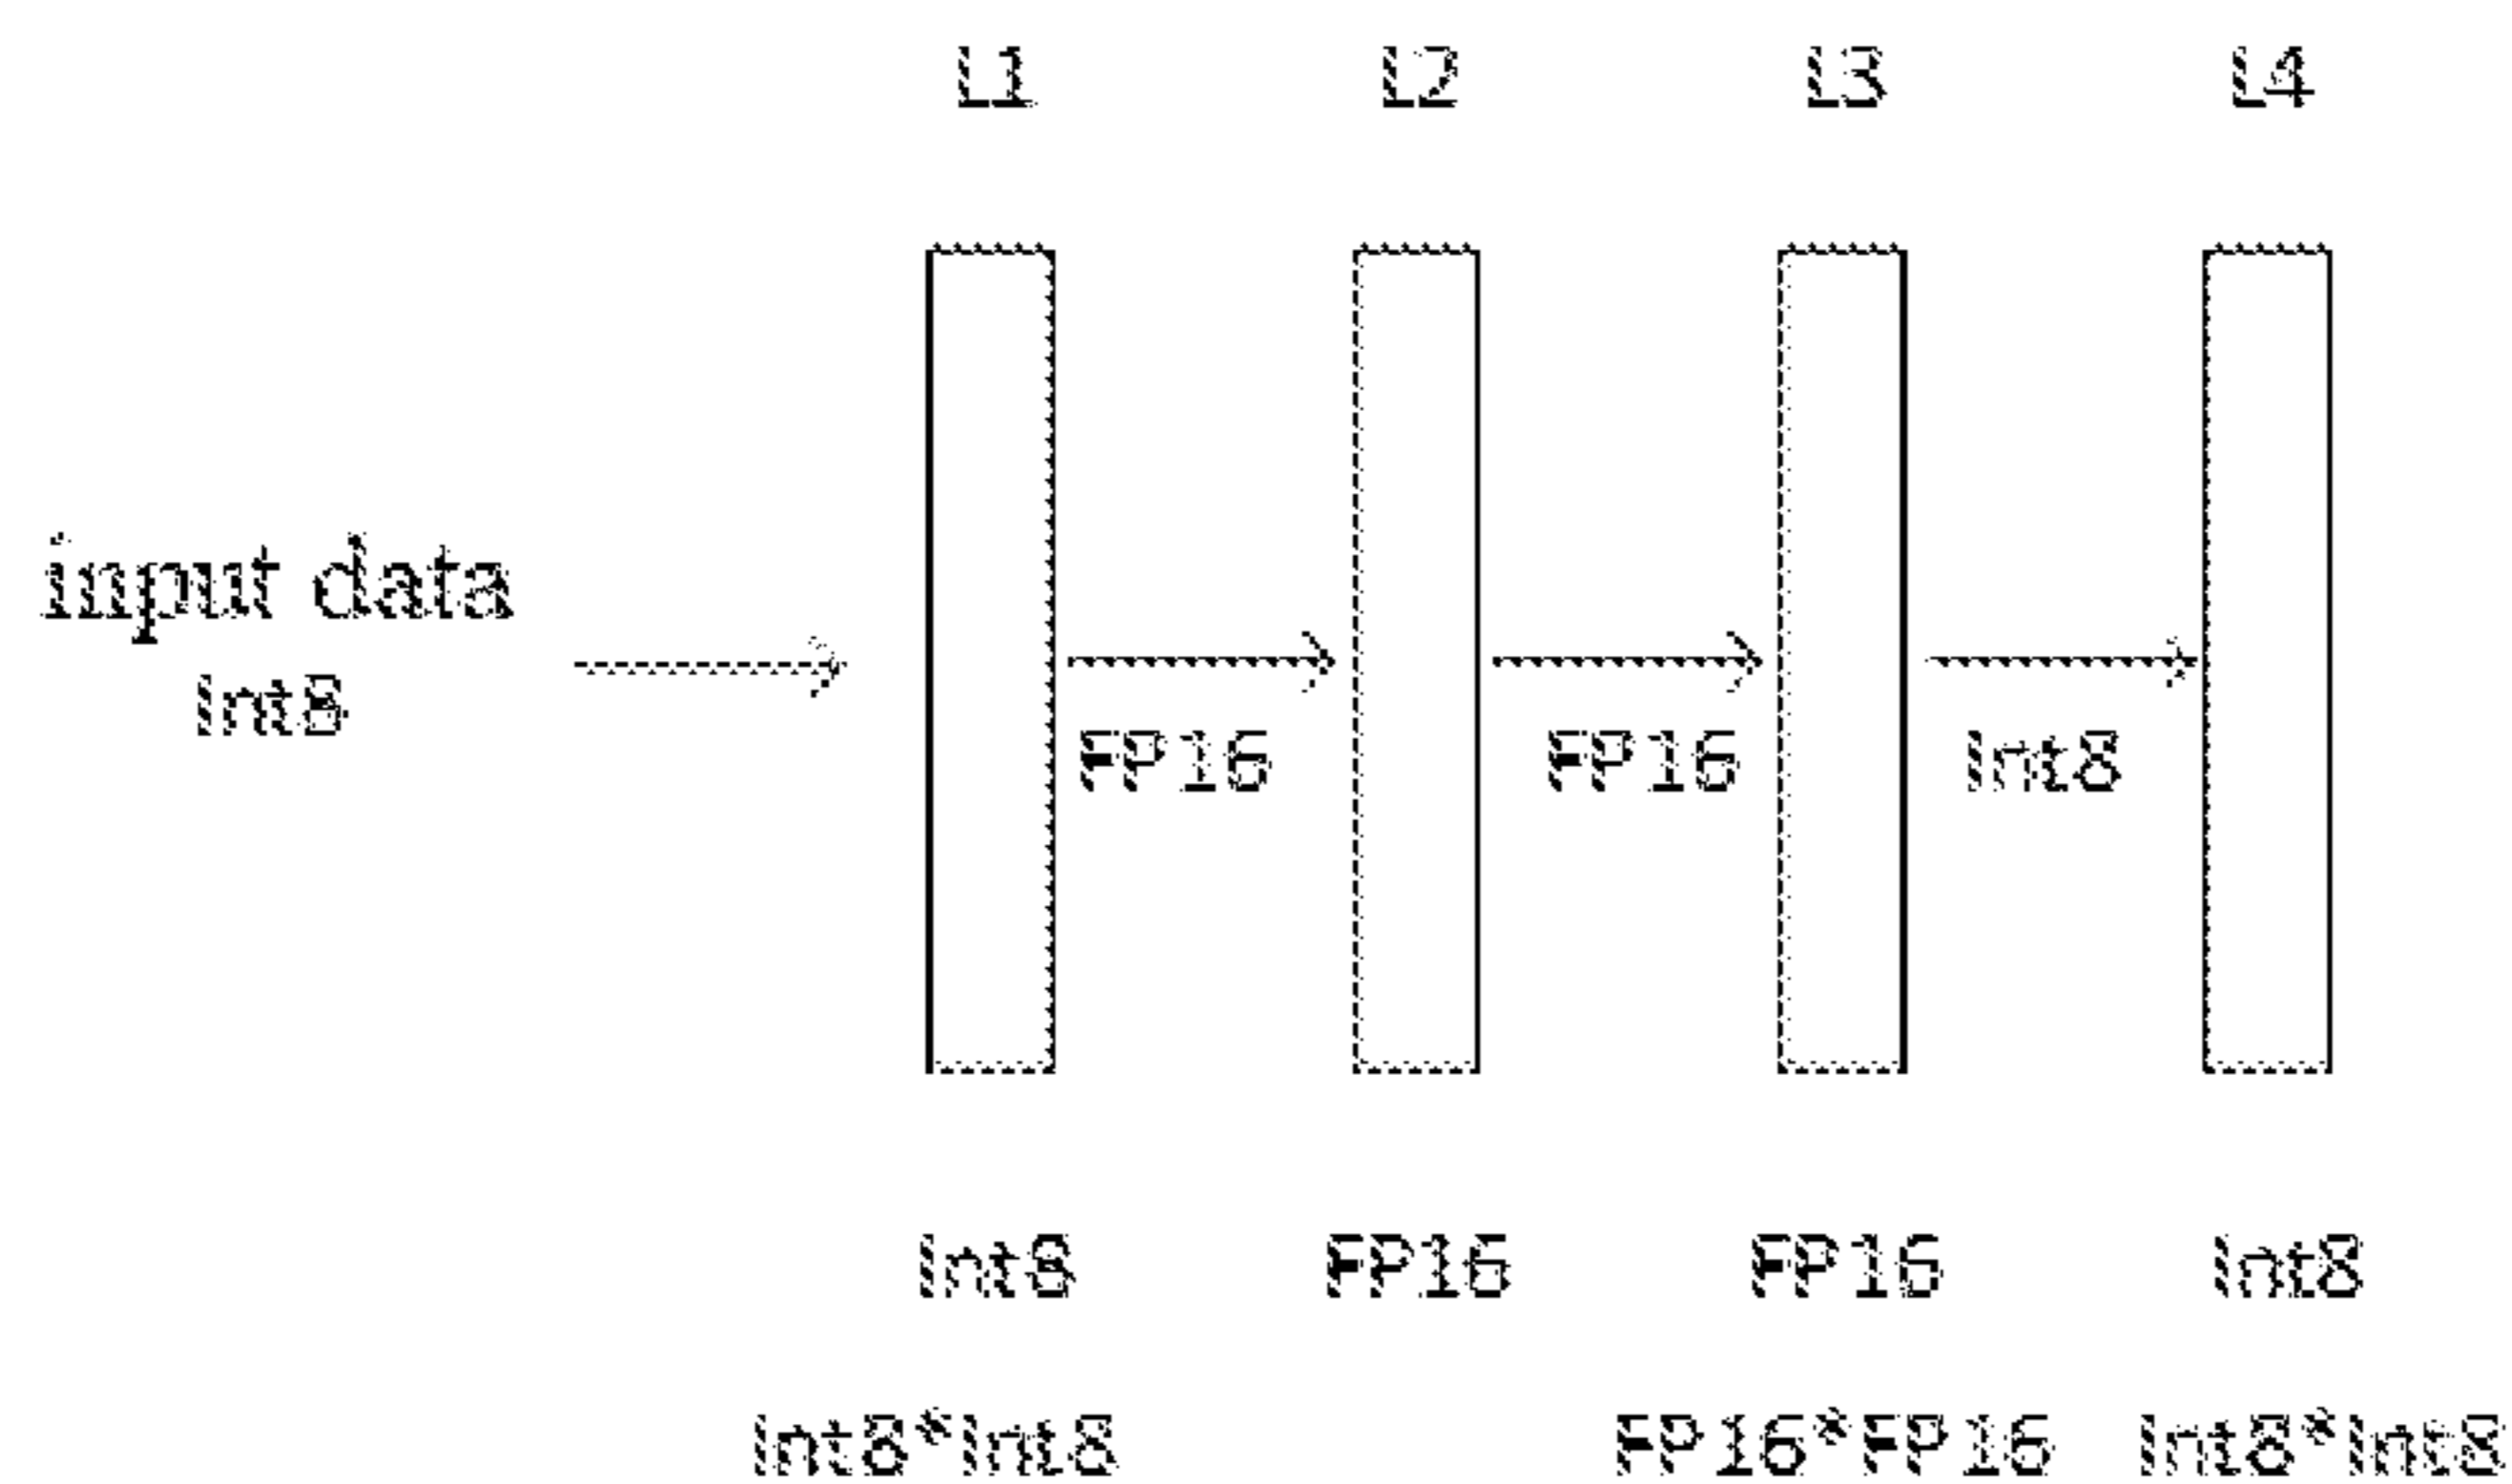 L1 L2 L3 L4
input data
Int8
FP16 FP16 Int8
Int8 FP16 FP16 Int8
Int8*Int8 FP16*FP16 Int8*Int8